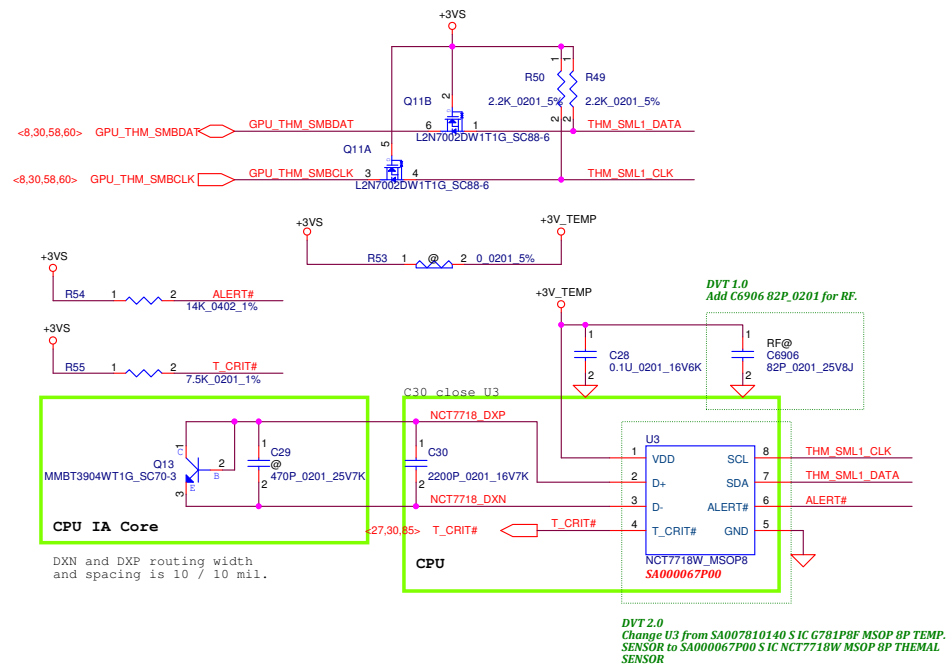 +3VS
R50
R49
1
1
2.2K_0201_5%
2.2K_0201_5%
2
2
Q11B
2
<8,30,58,60> GPU_THM_SMBDAT
GPU_THM_SMBDAT
6
1
THM_SML1_DATA
L2N7002DW1T1G_SC88-6
Q11A
5
<8,30,58,60> GPU_THM_SMBCLK
GPU_THM_SMBCLK
3
4
THM_SML1_CLK
L2N7002DW1T1G_SC88-6
+3VS
+3V_TEMP
R53
1
@
2
0_0201_5%
+3VS
R54
1
2
ALERT#
14K_0402_1%
+3VS
R55
1
2
T_CRIT#
7.5K_0201_1%
+3V_TEMP
DVT 1.0
Add C6906 82P_0201 for RF.
1
C28
0.1U_0201_16V6K
2
1
RF@
C6906
82P_0201_25V8J
2
C30 close U3
NCT7718_DXP
1
C
Q13
MMBT3904WT1G_SC70-3
2
B
E
3
1
C29
@
470P_0201_25V7K
2
1
C30
2200P_0201_16V7K
2
NCT7718_DXN
CPU IA Core
<27,30,85> T_CRIT#
T_CRIT#
CPU
U3
1
VDD
SCL
8
THM_SML1_CLK
2
D+
SDA
7
THM_SML1_DATA
3
D-
ALERT#
6
ALERT#
4
T_CRIT#
GND
5
NCT7718W_MSOP8
SA000067P00
DXN and DXP routing width
and spacing is 10 / 10 mil.
DVT 2.0
Change U3 from SA007810140 S IC G781P8F MSOP 8P TEMP.
SENSOR to SA000067P00 S IC NCT7718W MSOP 8P THEMAL
SENSOR